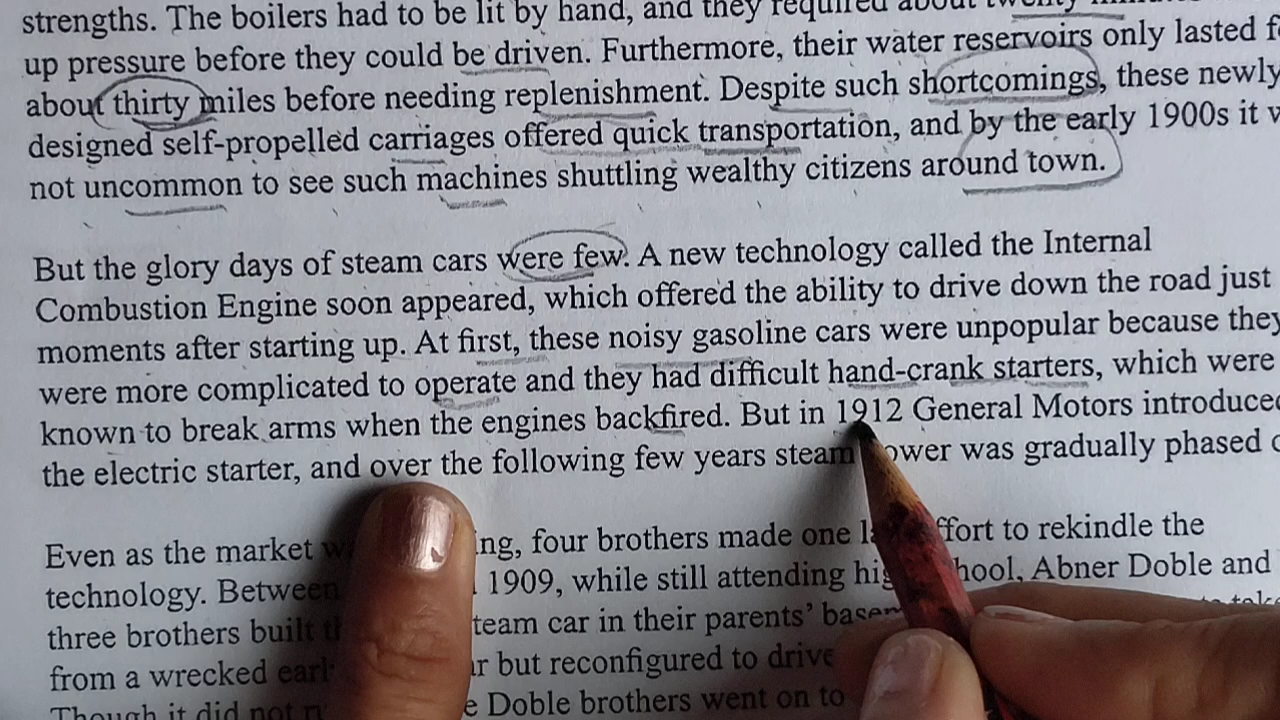 strengths. The boilers had to be lit by hand, and they required about twenty
up pressure before they could be driven. Furthermore, their water reservoirs only lasted
about thirty miles before needing replenishment. Despite such shortcomings, these newly
designed self-propelled carriages offered quick transportation, and by the early 1900s it
not uncommon to see such machines shuttling wealthy citizens around town.
But the glory days of steam cars were few. A new technology called the Internal
Combustion Engine soon appeared, which offered the ability to drive down the road just
moments after starting up. At first, these noisy gasoline cars were unpopular because they
were more complicated to operate and they had difficult hand-crank starters, which were
known to break arms when the engines backfired. But in 1912 General Motors introduced
the electric starter, and over the following few years steam power was gradually phased
Even as the market ing, four brothers made one effort to rekindle the
technology. Between 1909, while still attending high school, Abner Doble and
three brothers built team car in their parents’
from a wrecked but reconfigured to drive
Though it did not Doble brothers went on to